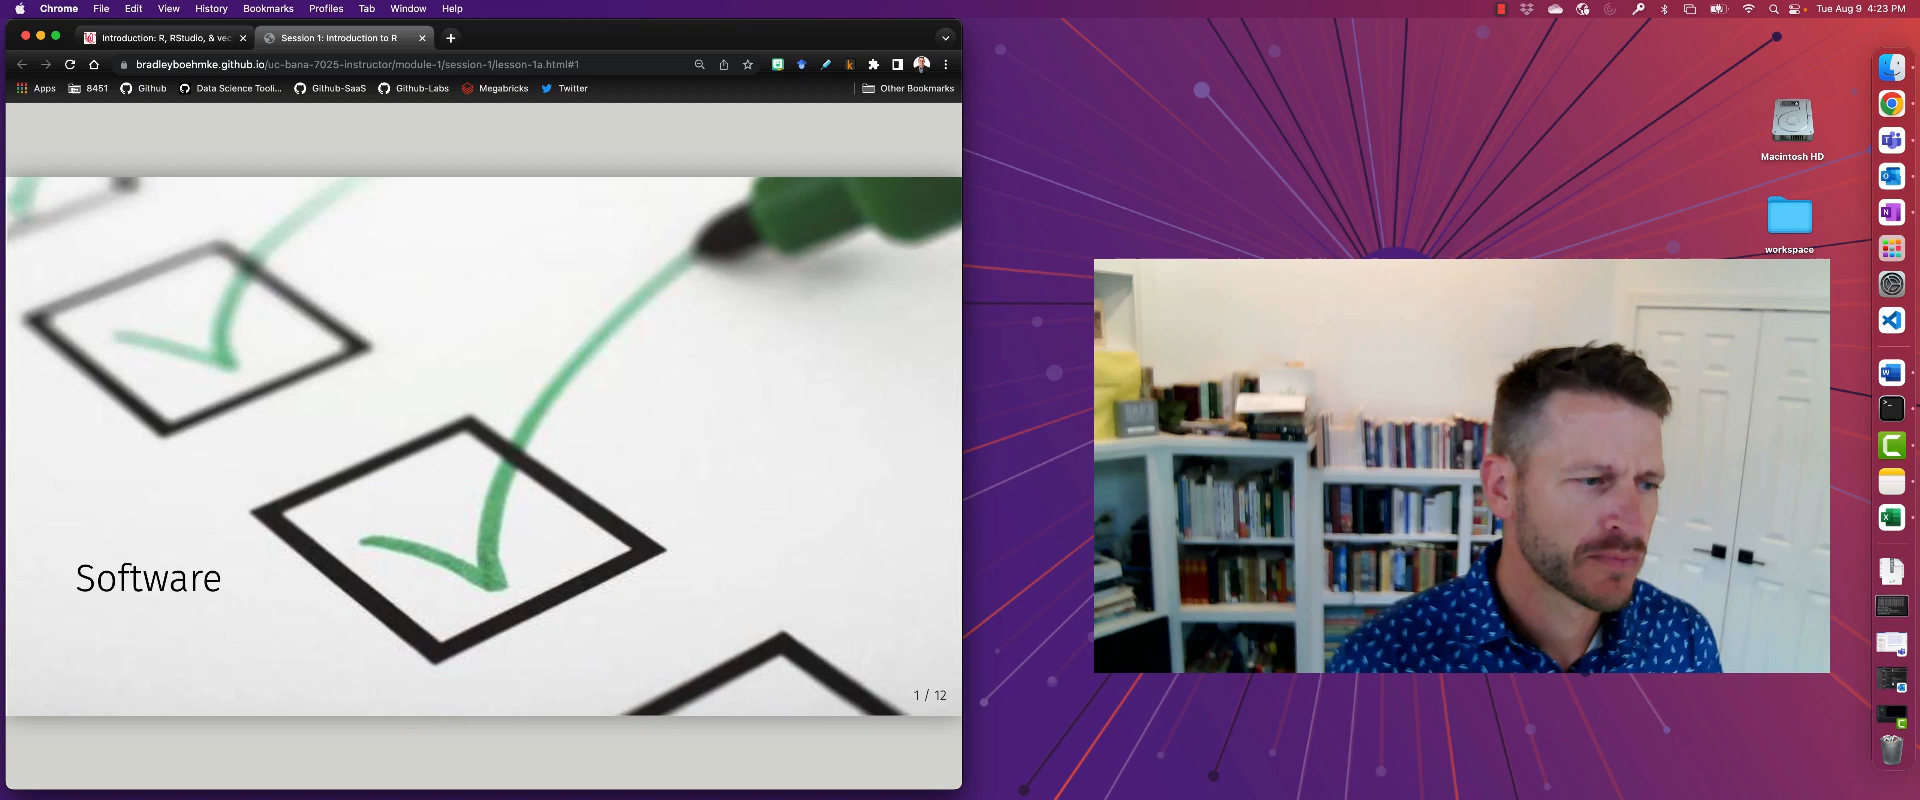 Chrome File Edit View History Bookmarks Profiles Tab Window Help
Tue Aug 9 4:23 PM
Introduction: R, RStudio, & vec
Session 1: Introduction to R
bradleyboehmke.github.io/uc-bana-7025-instructor/module-1/session-1/lesson-1a.html#1
Apps 8451 Github Data Science Tooli... Github-SaaS Github-Labs Megabricks Twitter Other Bookmarks
Software
1 / 12
Macintosh HD
workspace